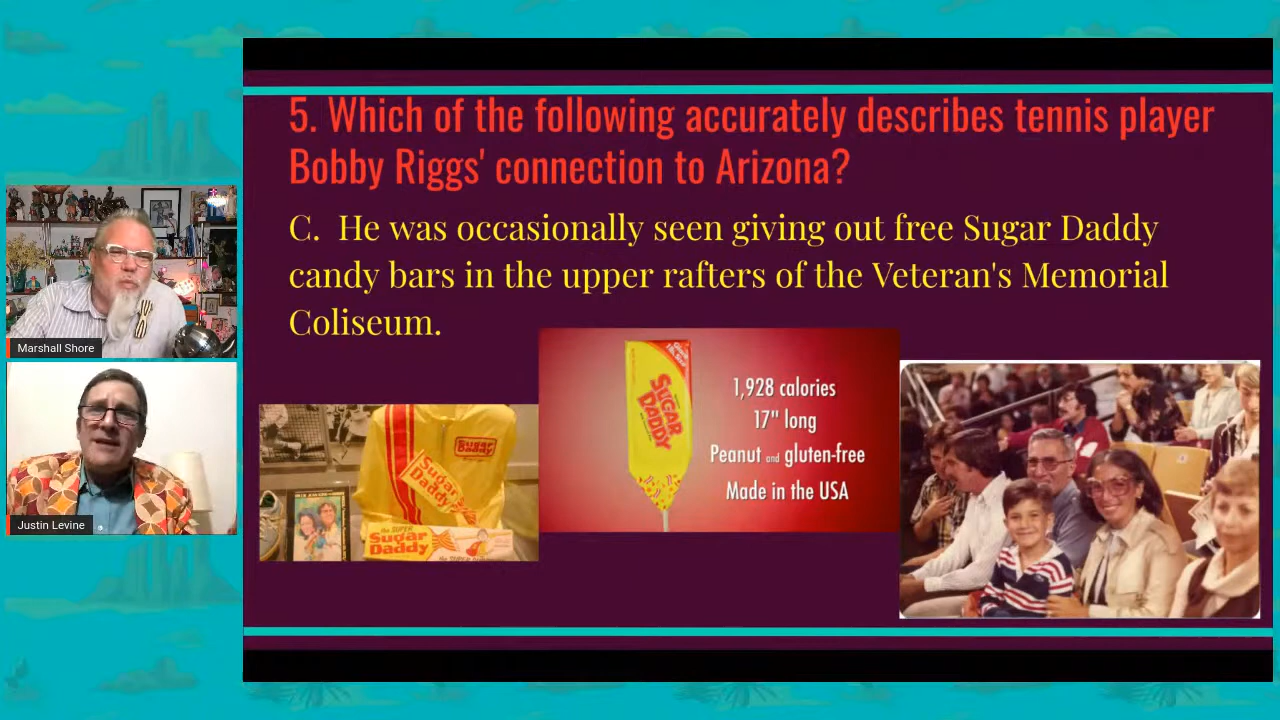 5. Which of the following accurately describes tennis player
Bobby Riggs' connection to Arizona?
C. He was occasionally seen giving out free Sugar Daddy
candy bars in the upper rafters of the Veteran's Memorial
Coliseum.
Marshall Shore
Justin Levine
Sugar
Daddy
Sugar
Daddy
the SUPER
Sugar
Daddy
SUGAR
DADDY
1,928 calories
17" long
Peanut and gluten-free
Made in the USA